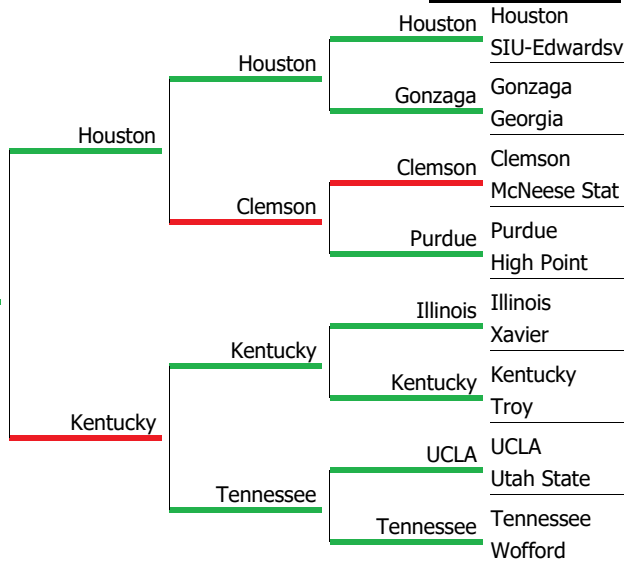 Houston
Houston
SIU-Edwardsv
Houston
Gonzaga
Gonzaga
Georgia
Houston
Clemson
Clemson
McNeese Stat
Clemson
Purdue
Purdue
High Point
Illinois
Illinois
Xavier
Kentucky
Kentucky
Kentucky
Troy
Kentucky
UCLA
UCLA
Utah State
Tennessee
Tennessee
Tennessee
Wofford